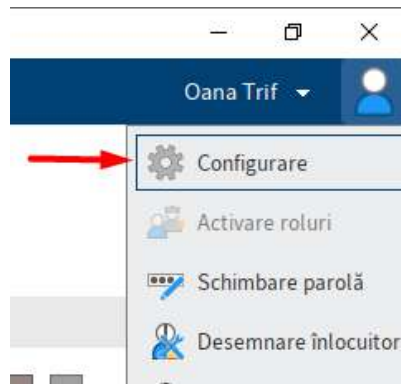 Oana Trif
Configurare
Activare roluri
Schimbare parolă
Desemnare înlocuitor